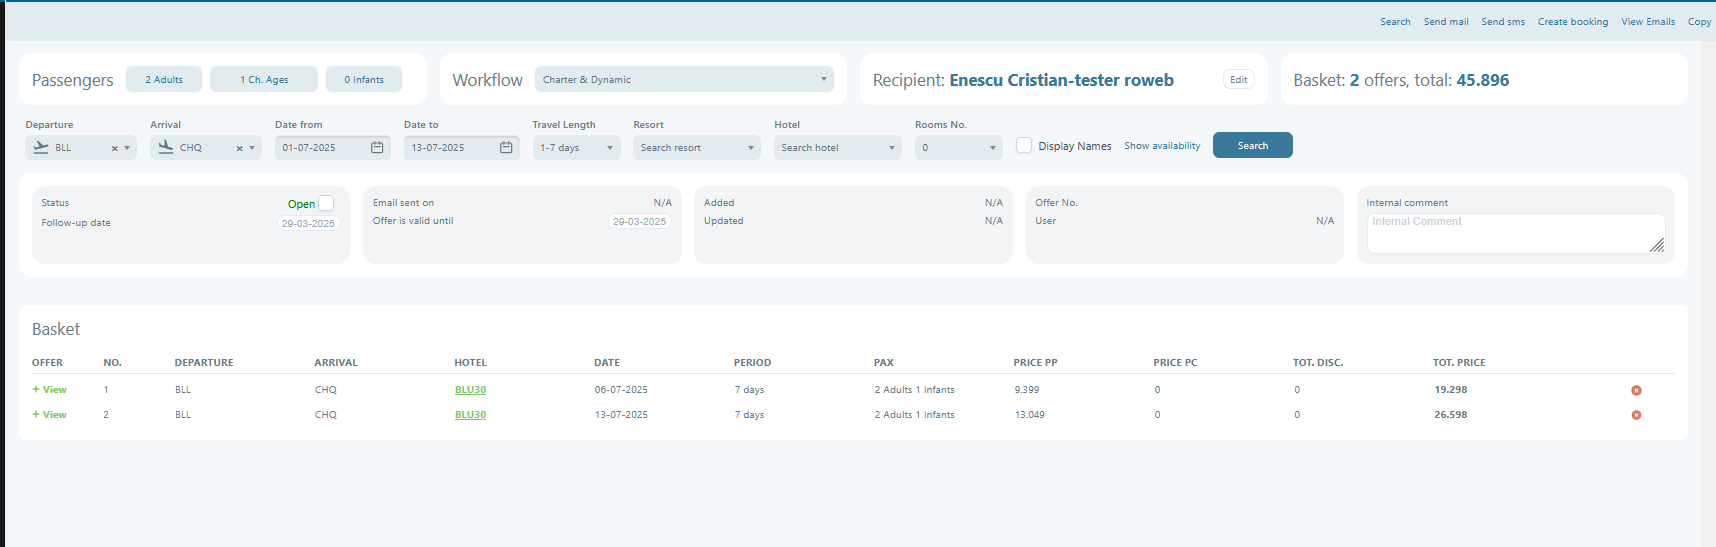 Search Send mail Send sms Create booking View Emails Copy
Passengers 2 Adults 1 Ch. Ages 0 Infants Workflow Charter & Dynamic Recipient: Enescu Cristian-tester roweb Edit Basket: 2 offers, total: 45.896
Departure Arrival Date from Date to Travel Length Resort Hotel Rooms No.
BLL × CHQ × 01-07-2025 13-07-2025 1-7 days Search resort Search hotel 0 Display Names Show availability Search
Status Open Email sent on N/A Added N/A Offer No. Internal comment
Follow-up date 29-03-2025 Offer is valid until 29-03-2025 Updated N/A User N/A Internal Comment
Basket
OFFER NO. DEPARTURE ARRIVAL HOTEL DATE PERIOD PAX PRICE PP PRICE PC TOT. DISC. TOT. PRICE
+ View 1 BLL CHQ BLU30 06-07-2025 7 days 2 Adults 1 Infants 9.399 0 0 19.298
+ View 2 BLL CHQ BLU30 13-07-2025 7 days 2 Adults 1 Infants 13.049 0 0 26.598